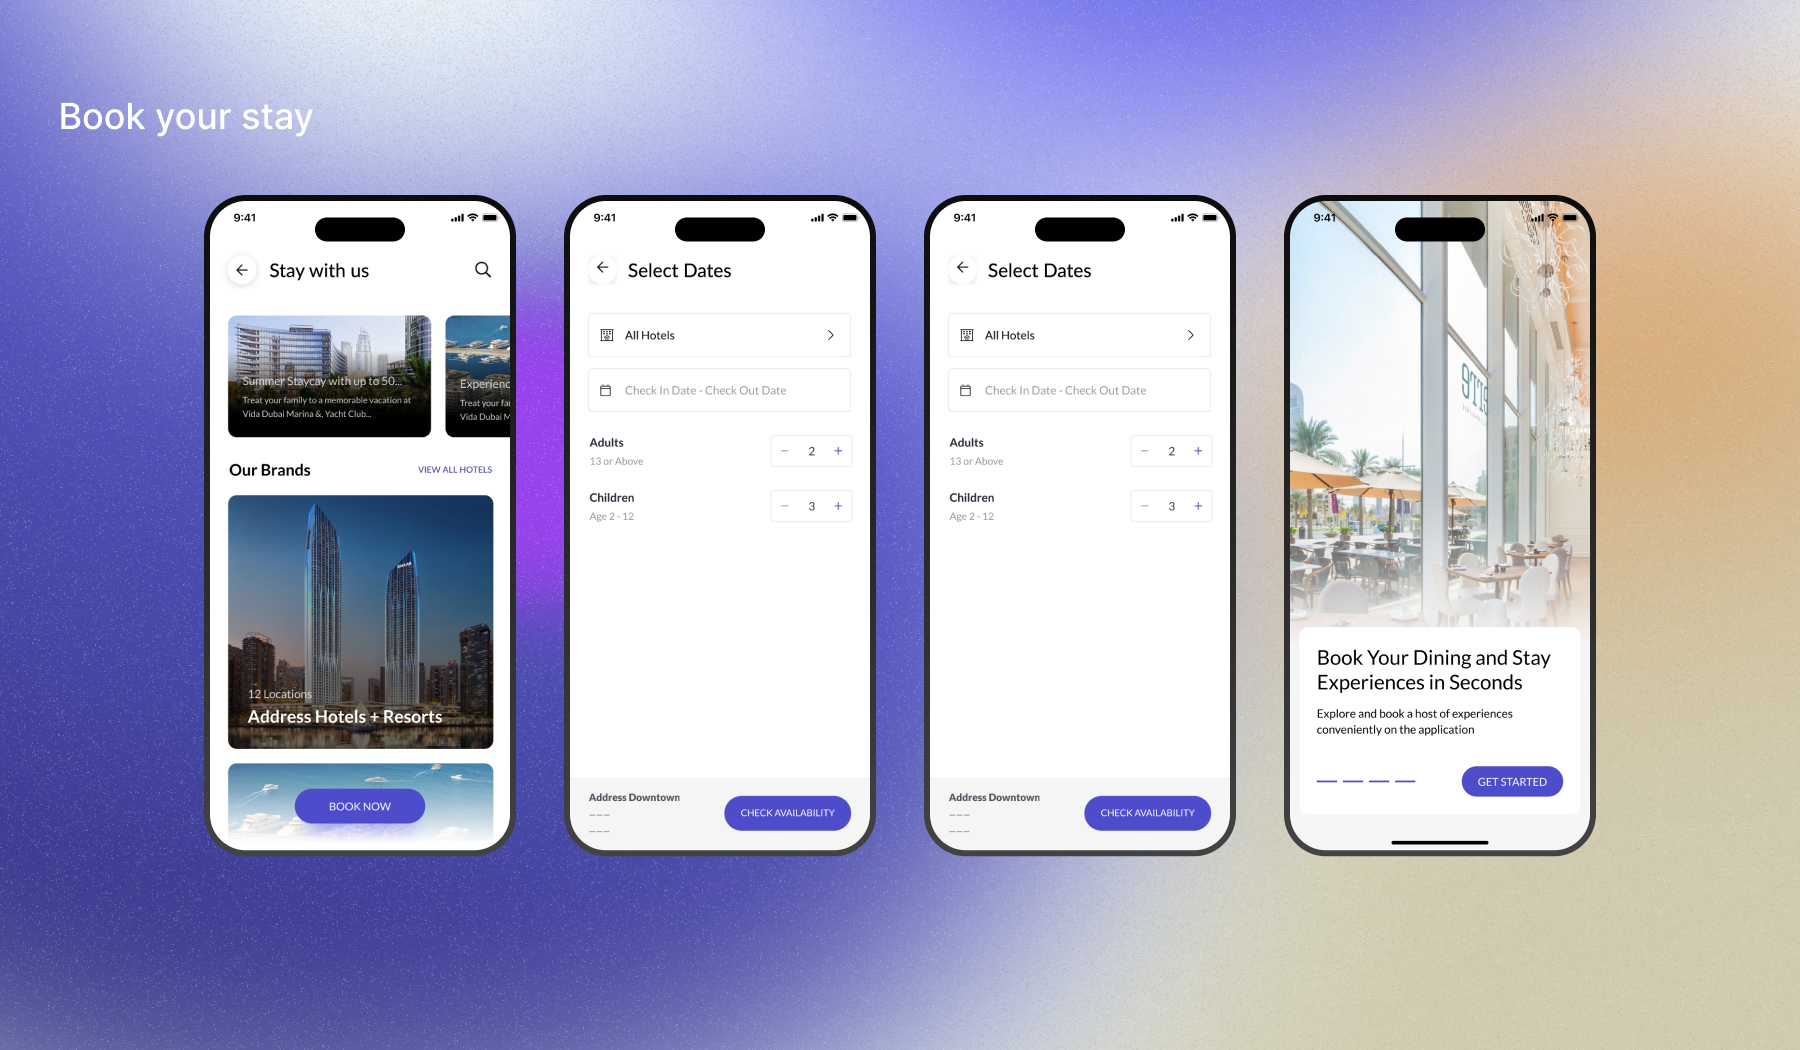 Book your stay
9:41
Stay with us
Summer Staycay with up to 50...
Treat your family to a memorable vacation at
Vida Dubai Marina &, Yacht Club...
Experienc
Treat your fa
Vida Dubai M
Our Brands
VIEW ALL HOTELS
EMAAR
12 Locations
Address Hotels + Resorts
BOOK NOW
9:41
Select Dates
All Hotels
Check In Date - Check Out Date
Adults
13 or Above
− 2 +
Children
Age 2 - 12
− 3 +
Address Downtown
___
___
CHECK AVAILABILITY
9:41
Select Dates
All Hotels
Check In Date - Check Out Date
Adults
13 or Above
− 2 +
Children
Age 2 - 12
− 3 +
Address Downtown
___
___
CHECK AVAILABILITY
9:41
Book Your Dining and Stay
Experiences in Seconds
Explore and book a host of experiences
conveniently on the application
GET STARTED